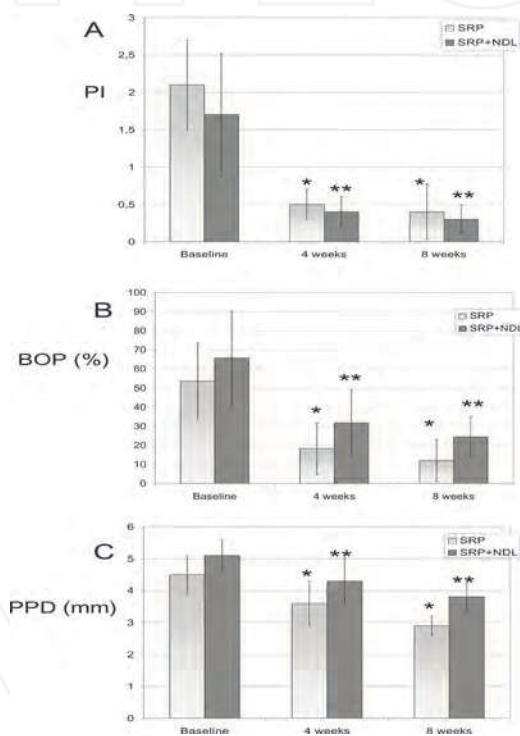 A
PI
3
2,5
2
1,5
1
0,5
0
SRP
SRP+NDL
* ** * **
Baseline 4 weeks 8 weeks
B
BOP (%)
100
90
80
70
60
50
40
30
20
10
0
SRP
SRP+NDL
* ** * **
Baseline 4 weeks 8 weeks
C
PPD (mm)
6
5
4
3
2
1
0
SRP
SRP+NDL
* ** * **
Baseline 4 weeks 8 weeks